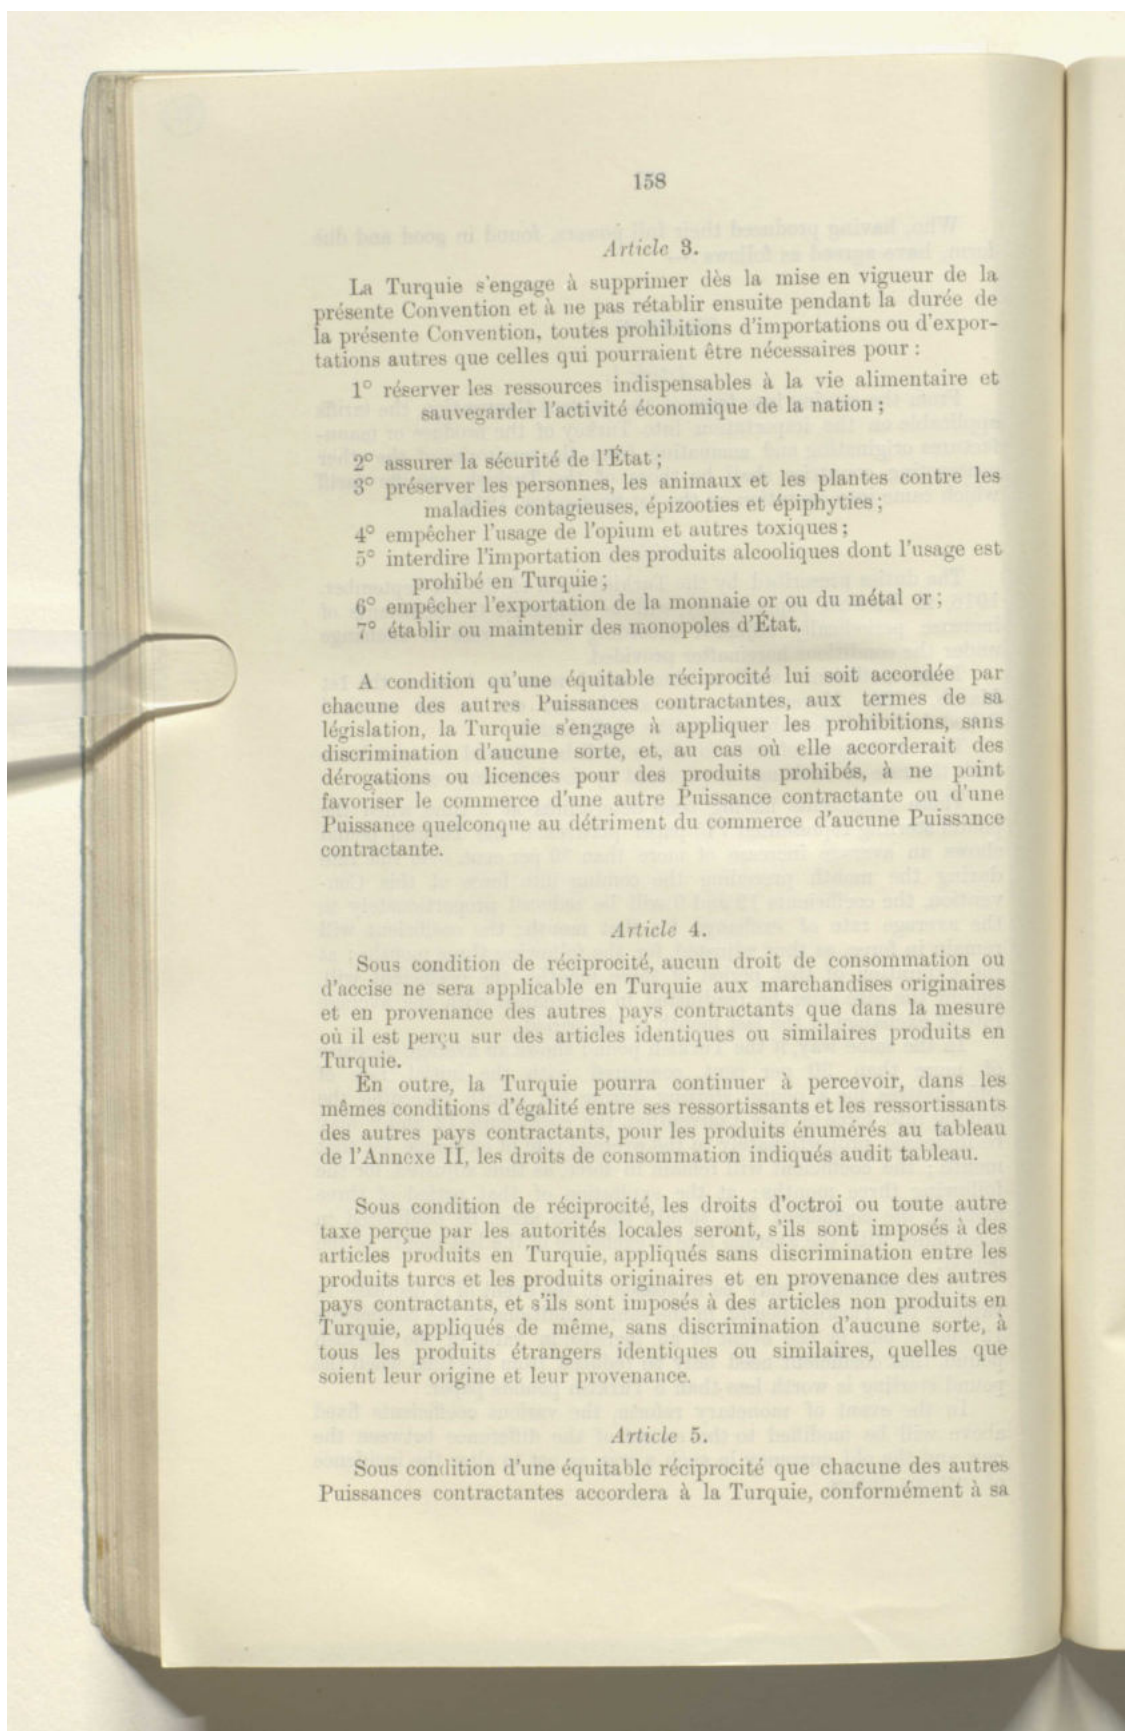 158
Article 3.
La Turquie s'engage à supprimer dès la mise en vigueur de la
présente Convention et à ne pas rétablir ensuite pendant la durée de
la présente Convention, toutes prohibitions d'importations ou d'expor-
tations autres que celles qui pourraient être nécessaires pour :
1° réserver les ressources indispensables à la vie alimentaire et
sauvegarder l'activité économique de la nation ;
2° assurer la sécurité de l'État ;
3° préserver les personnes, les animaux et les plantes contre les
maladies contagieuses, épizooties et épiphyties ;
4° empêcher l'usage de l'opium et autres toxiques ;
5° interdire l'importation des produits alcooliques dont l'usage est
prohibé en Turquie ;
6° empêcher l'exportation de la monnaie or ou du métal or ;
7° établir ou maintenir des monopoles d'État.
A condition qu'une équitable réciprocité lui soit accordée par
chacune des autres Puissances contractantes, aux termes de sa
législation, la Turquie s'engage à appliquer les prohibitions, sans
discrimination d'aucune sorte, et, au cas où elle accorderait des
dérogations ou licences pour des produits prohibés, à ne point
favoriser le commerce d'une autre Puissance contractante ou d'une
Puissance quelconque au détriment du commerce d'aucune Puissance
contractante.
Article 4.
Sous condition de réciprocité, aucun droit de consommation ou
d'accise ne sera applicable en Turquie aux marchandises originaires
et en provenance des autres pays contractants que dans la mesure
où il est perçu sur des articles identiques ou similaires produits en
Turquie.
En outre, la Turquie pourra continuer à percevoir, dans les
mêmes conditions d'égalité entre ses ressortissants et les ressortissants
des autres pays contractants, pour les produits énumérés au tableau
de l'Annexe II, les droits de consommation indiqués audit tableau.
Sous condition de réciprocité, les droits d'octroi ou toute autre
taxe perçue par les autorités locales seront, s'ils sont imposés à des
articles produits en Turquie, appliqués sans discrimination entre les
produits turcs et les produits originaires et en provenance des autres
pays contractants, et s'ils sont imposés à des articles non produits en
Turquie, appliqués de même, sans discrimination d'aucune sorte, à
tous les produits étrangers identiques ou similaires, quelles que
soient leur origine et leur provenance.
Article 5.
Sous condition d'une équitable réciprocité que chacune des autres
Puissances contractantes accordera à la Turquie, conformément à sa